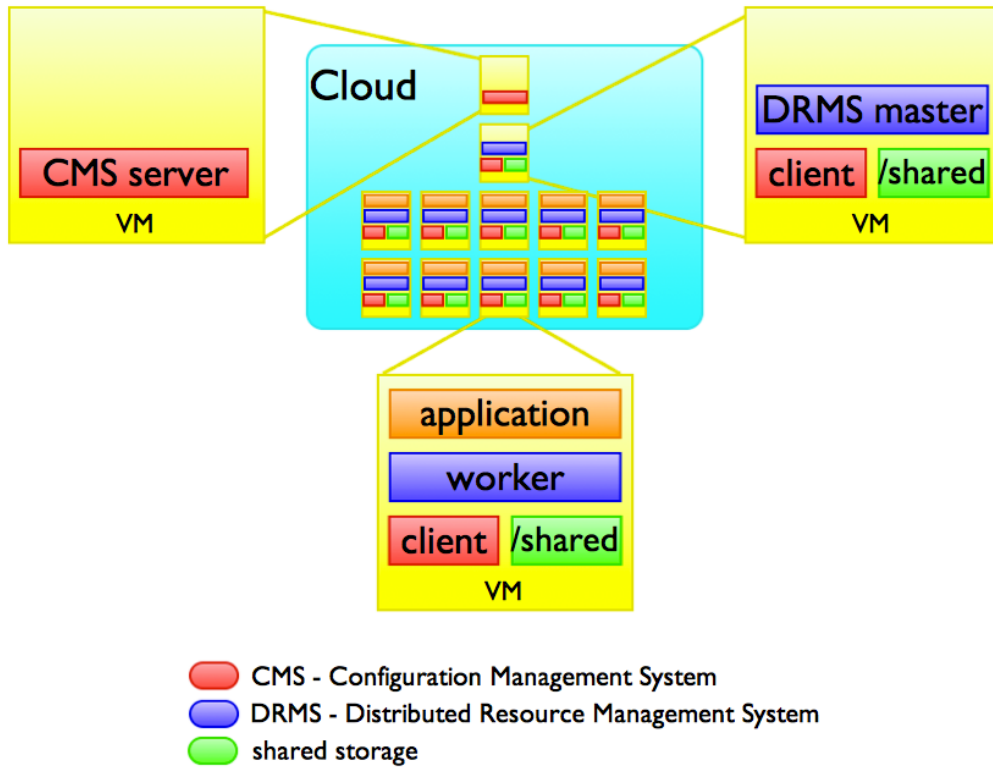 Cloud
CMS server
VM
DRMS master
client /shared
VM
application
worker
client /shared
VM
CMS - Configuration Management System
DRMS - Distributed Resource Management System
shared storage